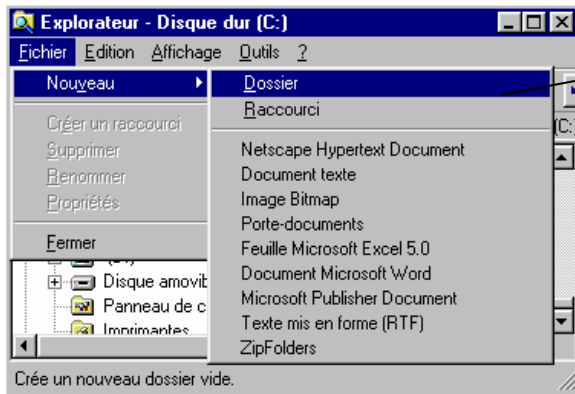 Explorateur - Disque dur (C:)
Fichier Edition Affichage Outils ?
Nouveau
Créer un raccourci
Supprimer
Renommer
Propriétés
Fermer
Dossier
Raccourci
Netscape Hypertext Document
Document texte
Image Bitmap
Porte-documents
Feuille Microsoft Excel 5.0
Document Microsoft Word
Microsoft Publisher Document
Texte mis en forme (RTF)
ZipFolders
(C:
Disque amovib
Panneau de c
Imprimantes
Crée un nouveau dossier vide.